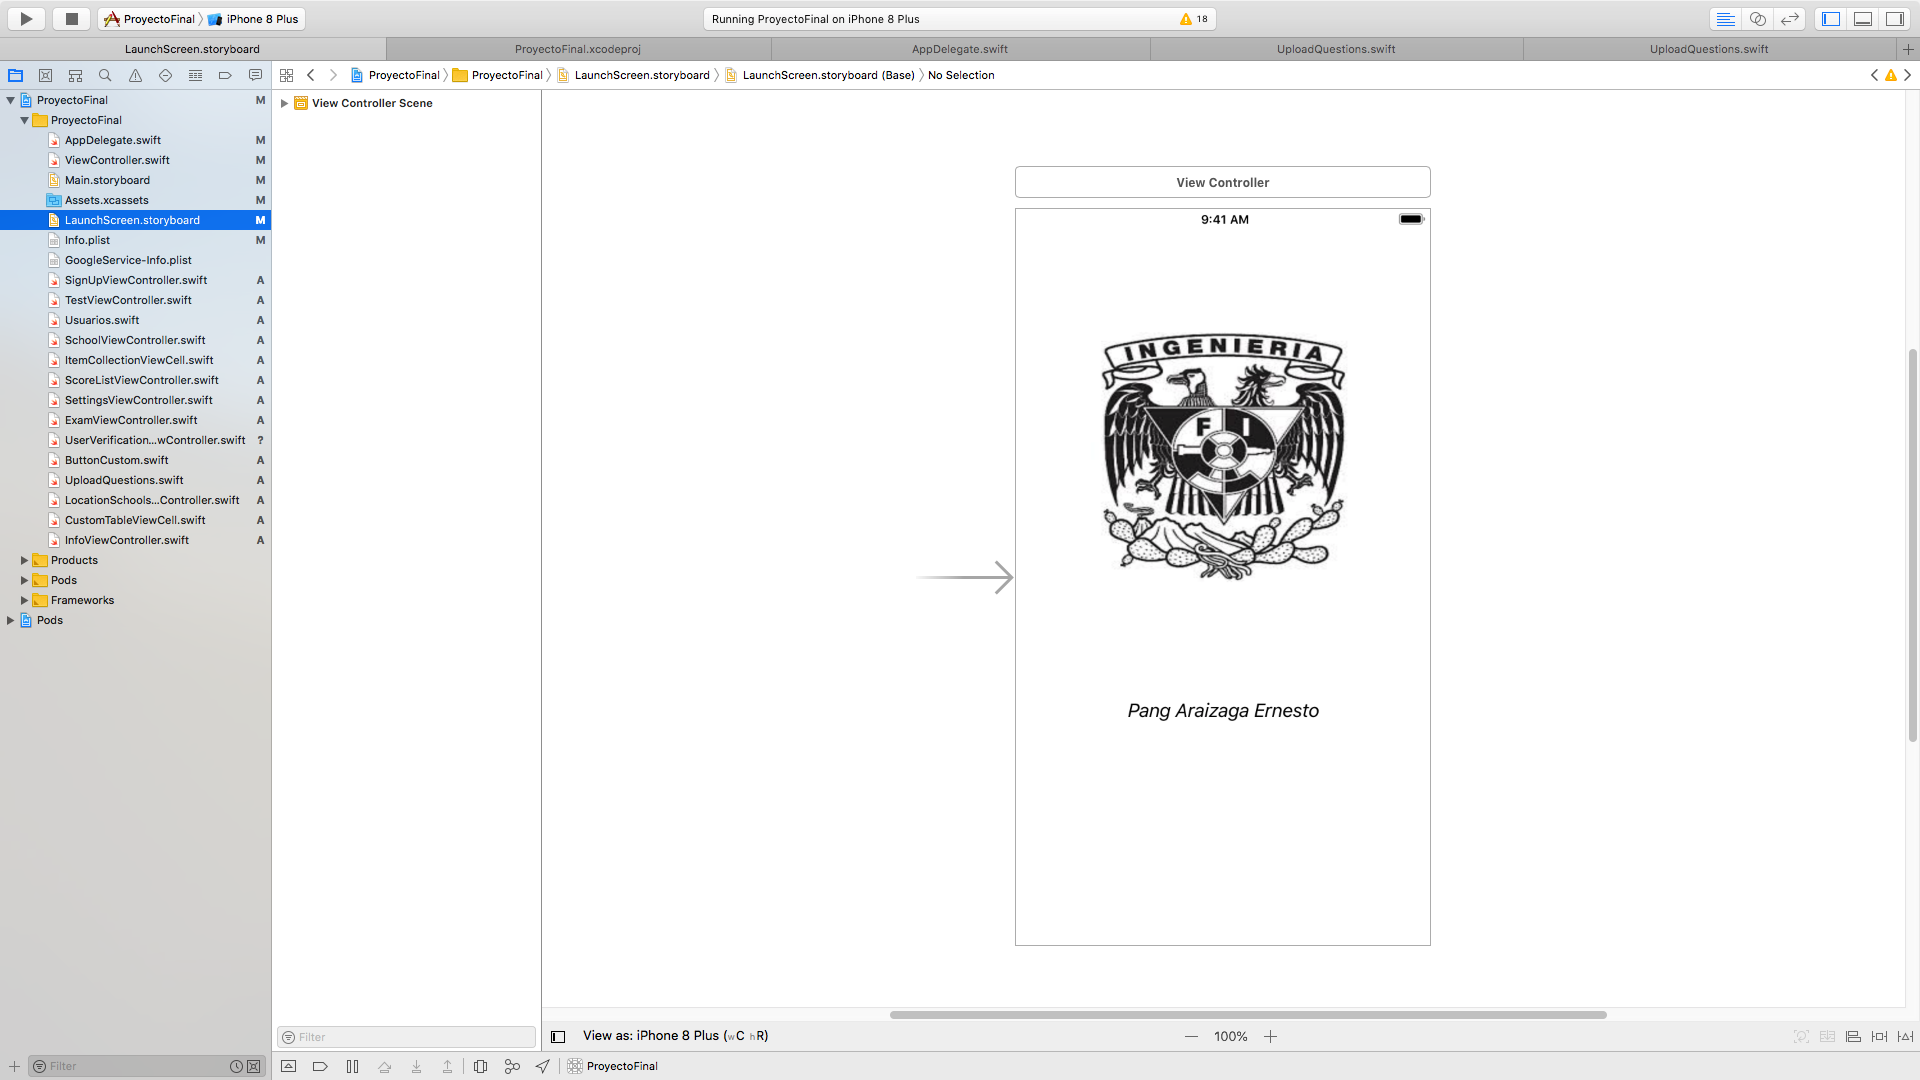 ProyectoFinal iPhone 8 Plus Running ProyectoFinal on iPhone 8 Plus 18
LaunchScreen.storyboard ProyectoFinal.xcodeproj AppDelegate.swift UploadQuestions.swift UploadQuestions.swift
ProyectoFinal ProyectoFinal LaunchScreen.storyboard LaunchScreen.storyboard (Base) No Selection
ProyectoFinal M
ProyectoFinal
AppDelegate.swift M
ViewController.swift M
Main.storyboard M
Assets.xcassets M
LaunchScreen.storyboard M
Info.plist M
GoogleService-Info.plist
SignUpViewController.swift A
TestViewController.swift A
Usuarios.swift A
SchoolViewController.swift A
ItemCollectionViewCell.swift A
ScoreListViewController.swift A
SettingsViewController.swift A
ExamViewController.swift A
UserVerification...wController.swift ?
ButtonCustom.swift A
UploadQuestions.swift A
LocationSchools...Controller.swift A
CustomTableViewCell.swift A
InfoViewController.swift A
Products
Pods
Frameworks
Pods
Filter
View Controller Scene
Filter
View Controller
9:41 AM
INGENIERIA
F I
Pang Araizaga Ernesto
View as: iPhone 8 Plus (wC hR) 100%
ProyectoFinal